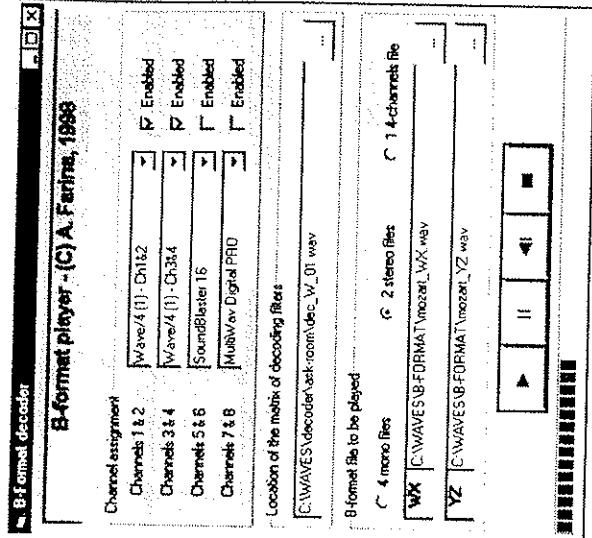 B-Format decoder
B-format player - (C) A. Farina, 1998
Channel assignment
Channels 1 & 2 Wave/4 (1) - Ch1&2 Enabled
Channels 3 & 4 Wave/4 (1) - Ch3&4 Enabled
Channels 5 & 6 SoundBlaster 16 Enabled
Channels 7 & 8 MultiWav Digital PRO Enabled
Location of the matrix of decoding filters
C:\WAVES\decoder\ask-room\dec_W_01.wav ...
B-format file to be played
4 mono files 2 stereo files 1 4-channels file
WX C:\WAVES\B-FORMAT\mozart_WX.wav ...
YZ C:\WAVES\B-FORMAT\mozart_YZ.wav ...